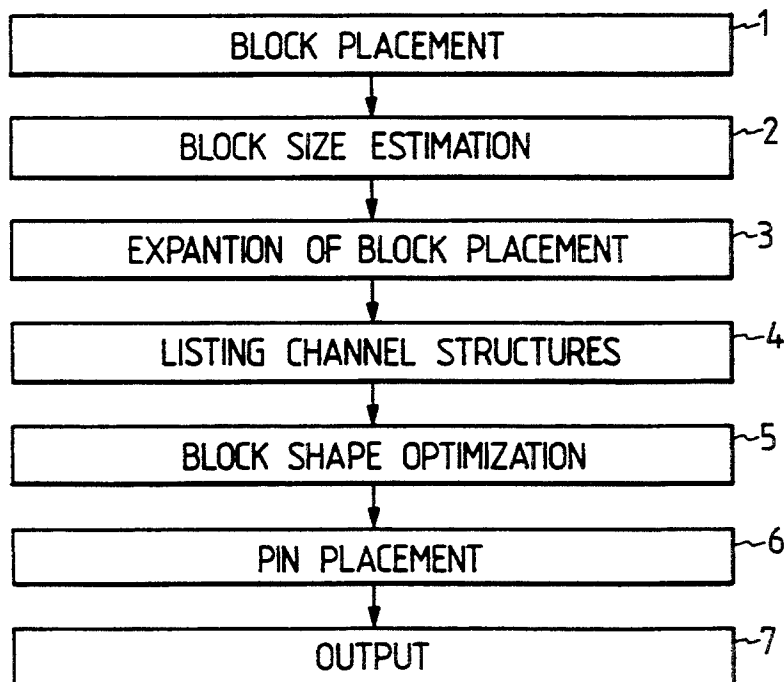 BLOCK PLACEMENT
1
BLOCK SIZE ESTIMATION
2
EXPANTION OF BLOCK PLACEMENT
3
LISTING CHANNEL STRUCTURES
4
BLOCK SHAPE OPTIMIZATION
5
PIN PLACEMENT
6
OUTPUT
7